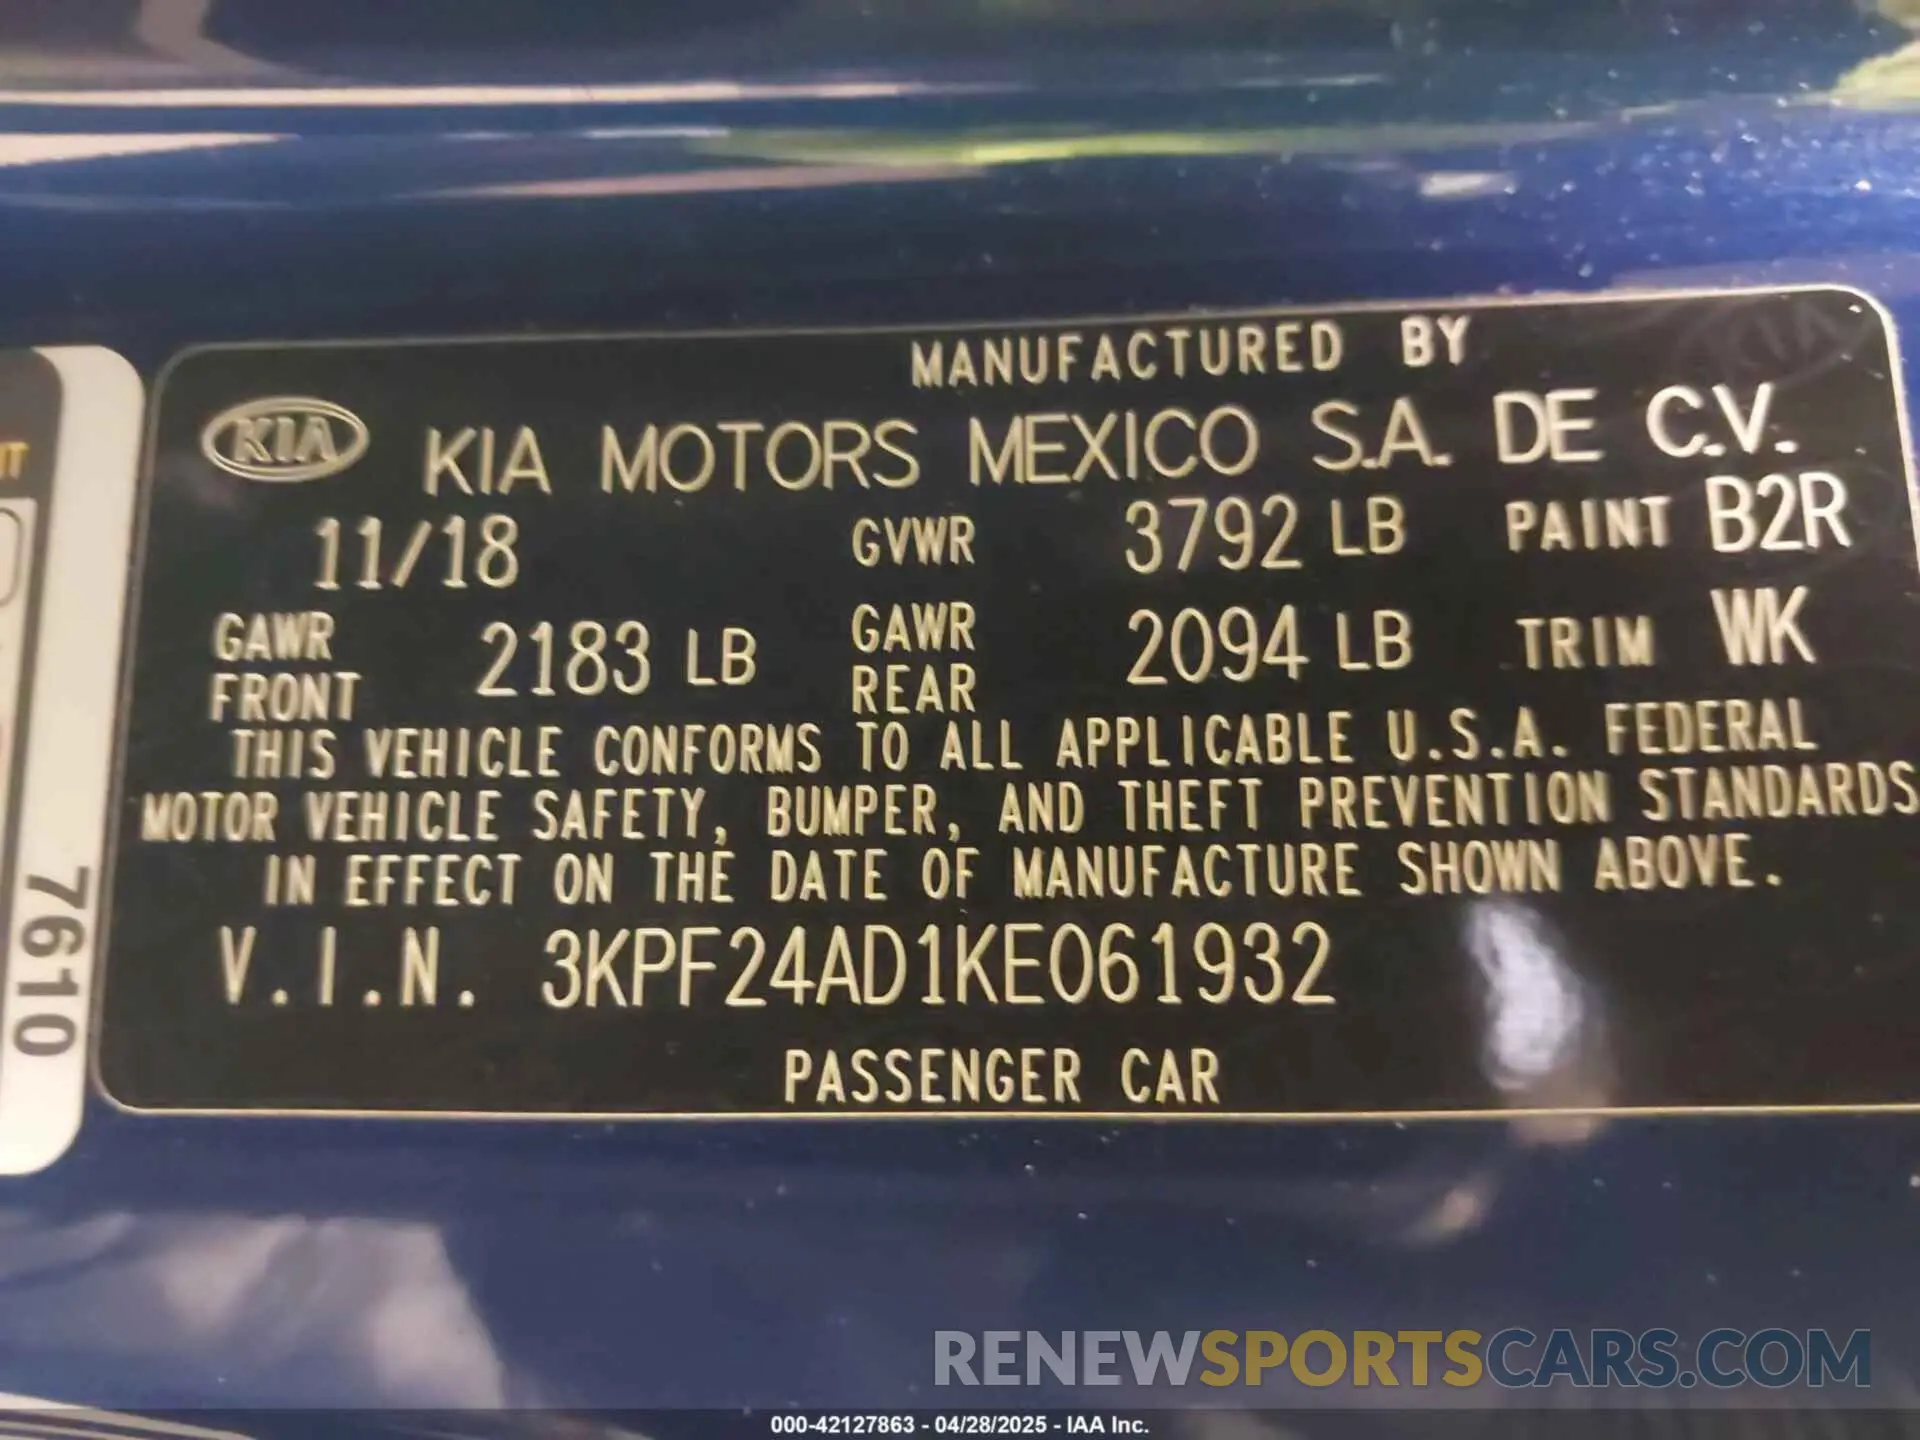 MANUFACTURED BY
KIA KIA MOTORS MEXICO S.A. DE C.V.
11/18 GVWR 3792 LB PAINT B2R
GAWR FRONT 2183 LB GAWR REAR 2094 LB TRIM WK
THIS VEHICLE CONFORMS TO ALL APPLICABLE U.S.A. FEDERAL
MOTOR VEHICLE SAFETY, BUMPER, AND THEFT PREVENTION STANDARDS
IN EFFECT ON THE DATE OF MANUFACTURE SHOWN ABOVE.
V.I.N. 3KPF24AD1KE061932
PASSENGER CAR
7610
RENEWSPORTSCARS.COM
000-42127863 - 04/28/2025 - IAA Inc.